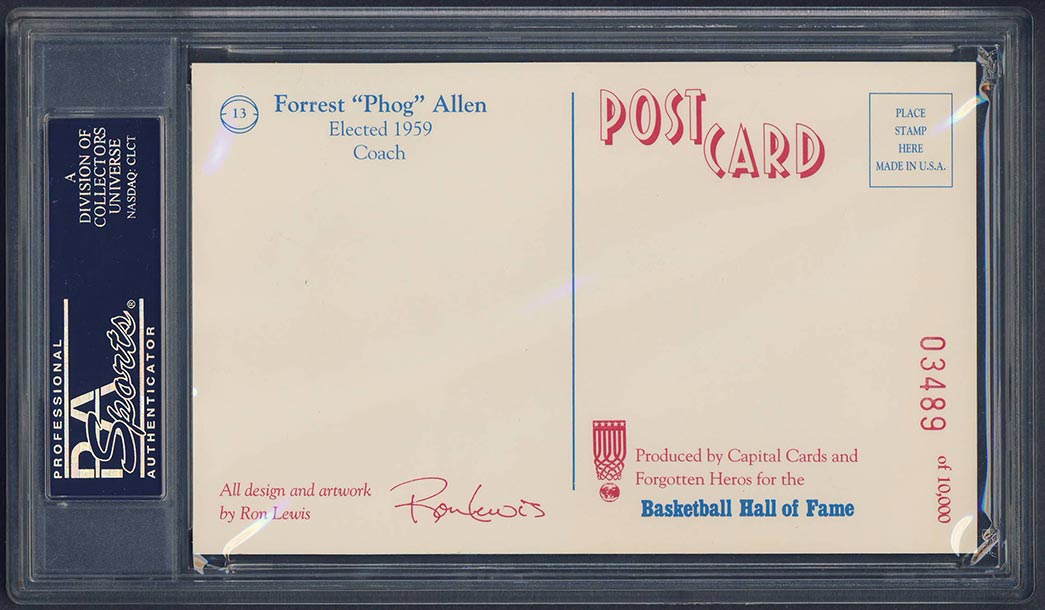 A
DIVISION OF
COLLECTORS
UNIVERSE
NASDAQ: CLCT
PROFESSIONAL
PSA
Sports®
AUTHENTICATOR
13
Forrest “Phog” Allen
Elected 1959
Coach
All design and artwork
by Ron Lewis
Ron Lewis
POST
CARD
PLACE
STAMP
HERE
MADE IN U.S.A.
03489 of 10,000
Produced by Capital Cards and
Forgotten Heros for the
Basketball Hall of Fame